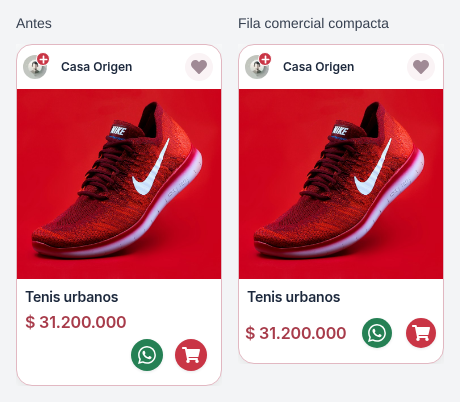 Antes
Fila comercial compacta
Casa Origen
NIKE
Tenis urbanos
$ 31.200.000
Casa Origen
NIKE
Tenis urbanos
$ 31.200.000